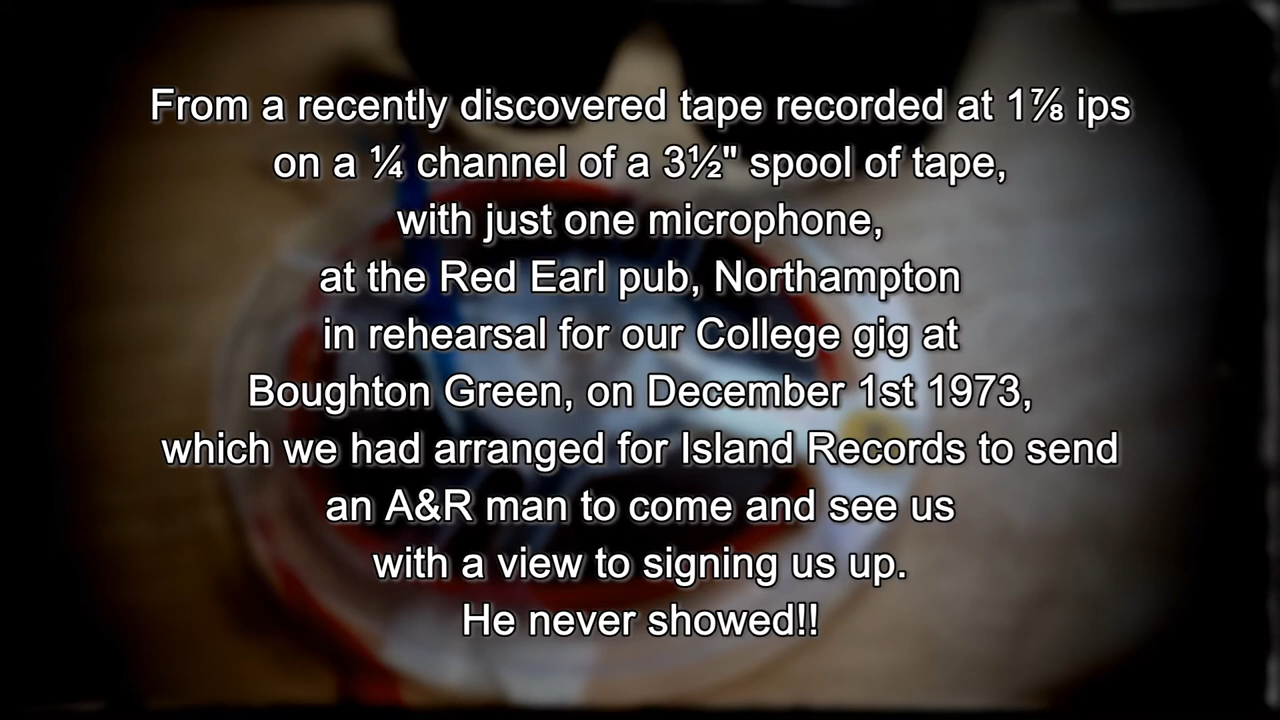 From a recently discovered tape recorded at 1⅞ ips
on a ¼ channel of a 3½" spool of tape,
with just one microphone,
at the Red Earl pub, Northampton
in rehearsal for our College gig at
Boughton Green, on December 1st 1973,
which we had arranged for Island Records to send
an A&R man to come and see us
with a view to signing us up.
He never showed!!